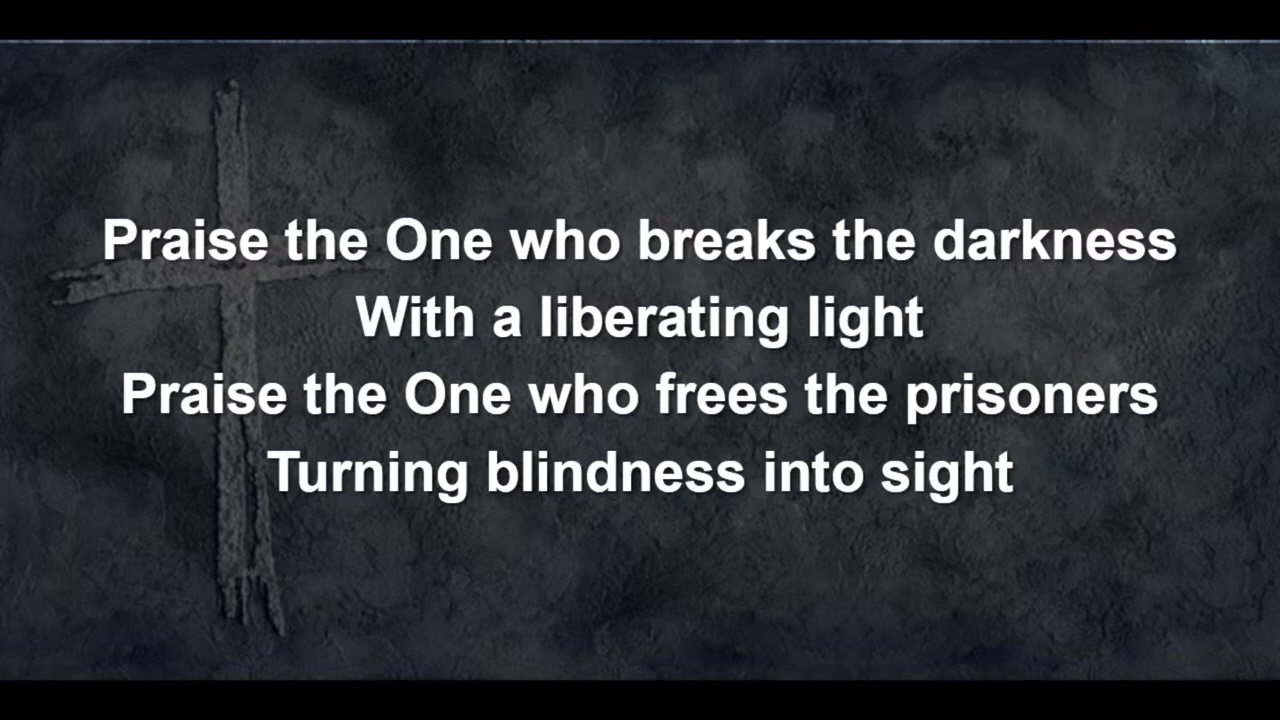 Praise the One who breaks the darkness
With a liberating light
Praise the One who frees the prisoners
Turning blindness into sight